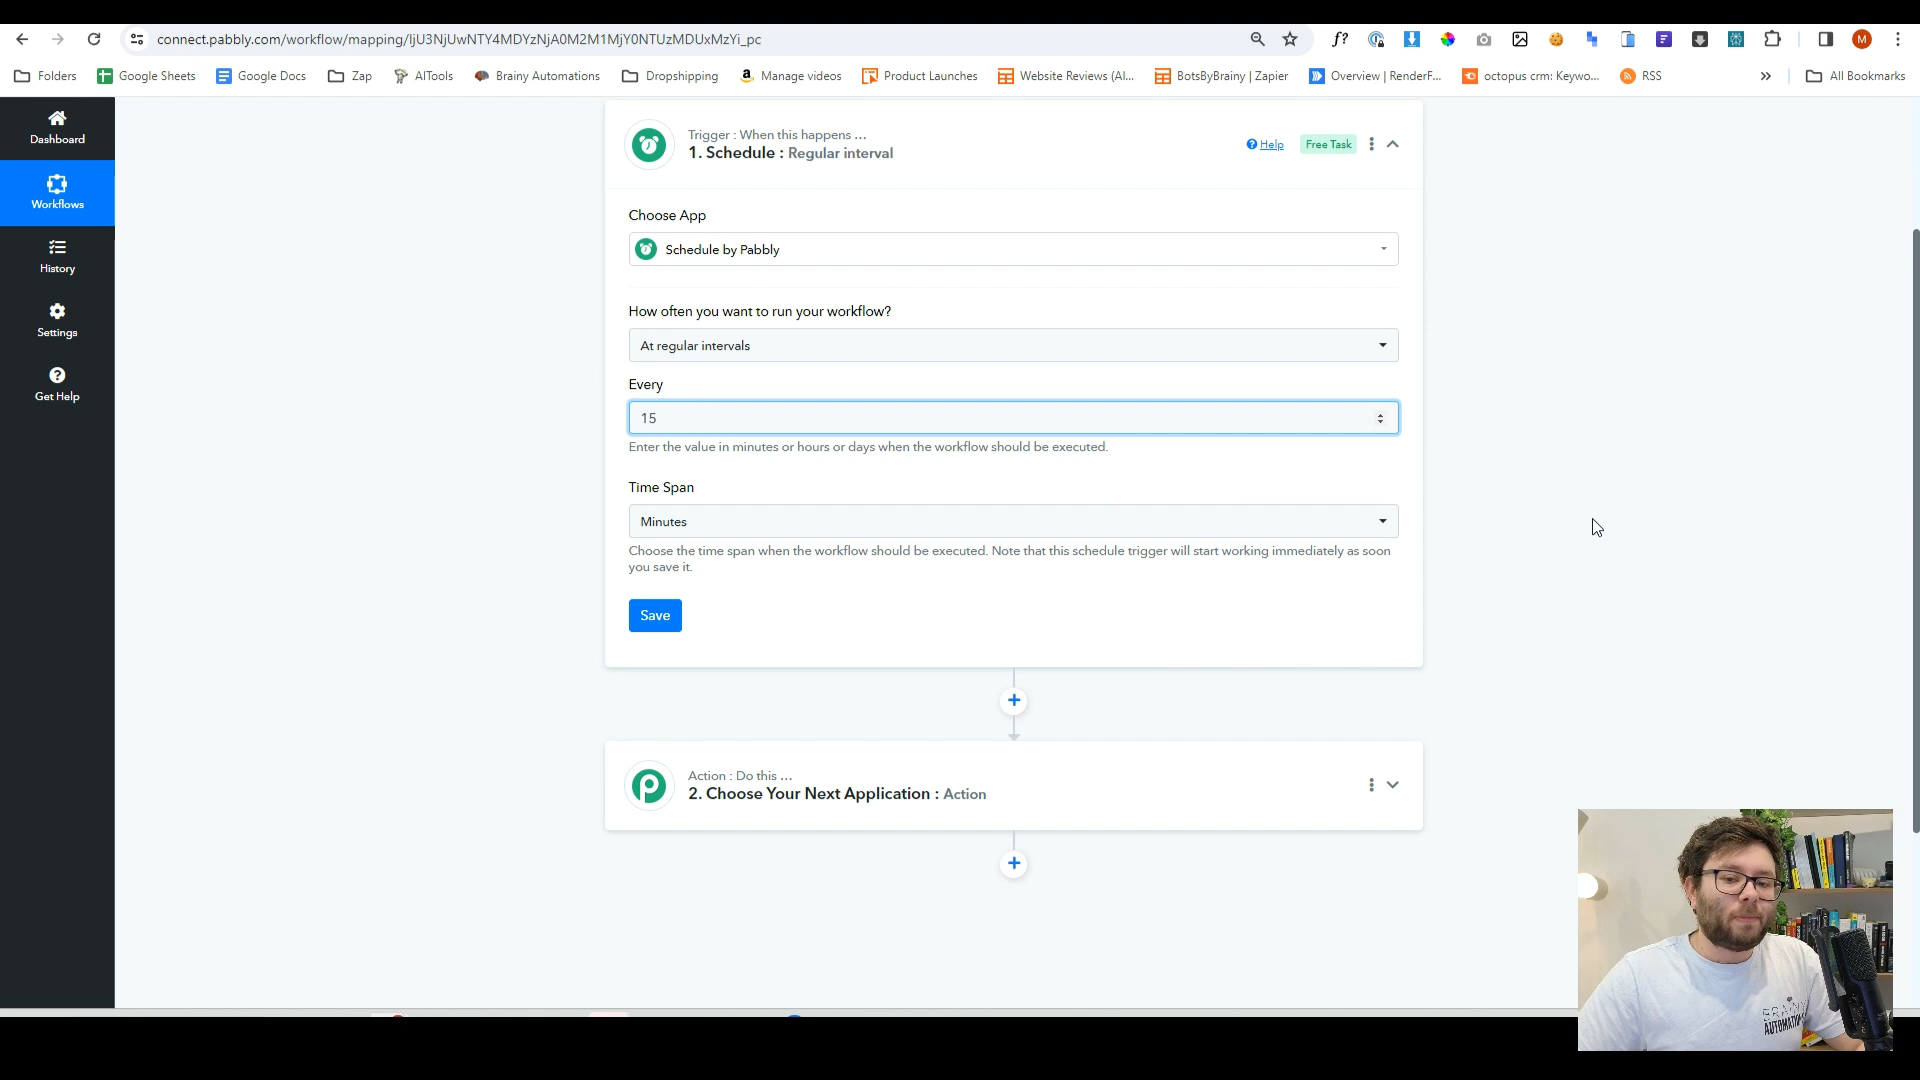 connect.pabbly.com/workflow/mapping/IjU3NjUwNTY4MDYzNjA0M2M1MjY0NTUzMDUxMzYi_pc
Folders
Google Sheets
Google Docs
Zap
AITools
Brainy Automations
Dropshipping
Manage videos
Product Launches
Website Reviews (Al...
BotsByBrainy | Zapier
Overview | RenderF...
octopus crm: Keywo...
RSS
All Bookmarks
Dashboard
Workflows
History
Settings
Get Help
Trigger : When this happens ...
1. Schedule : Regular interval
Help
Free Task
Choose App
Schedule by Pabbly
How often you want to run your workflow?
At regular intervals
Every
15
Enter the value in minutes or hours or days when the workflow should be executed.
Time Span
Minutes
Choose the time span when the workflow should be executed. Note that this schedule trigger will start working immediately as soon
you save it.
Save
Action : Do this ...
2. Choose Your Next Application : Action
BRAINY
AUTOMATIONS